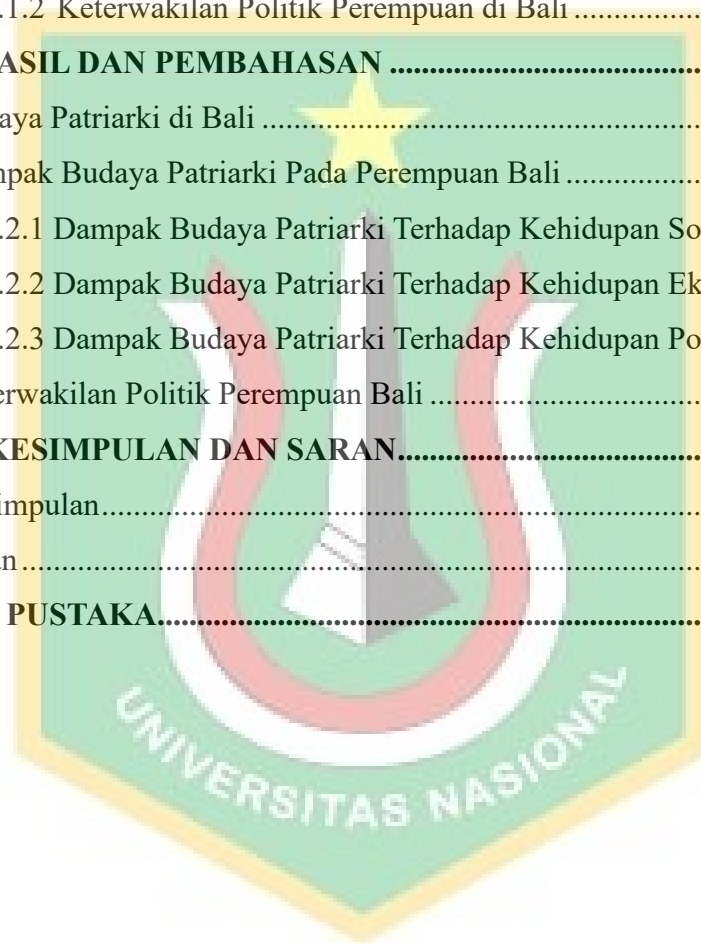 .1.2 Keterwakilan Politik Perempuan di Bali ................
ASIL DAN PEMBAHASAN ........................................
aya Patriarki di Bali ........................................................
npak Budaya Patriarki Pada Perempuan Bali .................
.2.1 Dampak Budaya Patriarki Terhadap Kehidupan So
.2.2 Dampak Budaya Patriarki Terhadap Kehidupan Ek
.2.3 Dampak Budaya Patriarki Terhadap Kehidupan Po
erwakilan Politik Perempuan Bali ...................................
KESIMPULAN DAN SARAN.......................................
impulan............................................................................
n.......................................................................................
PUSTAKA.....................................................................
UNIVERSITAS NASIONAL